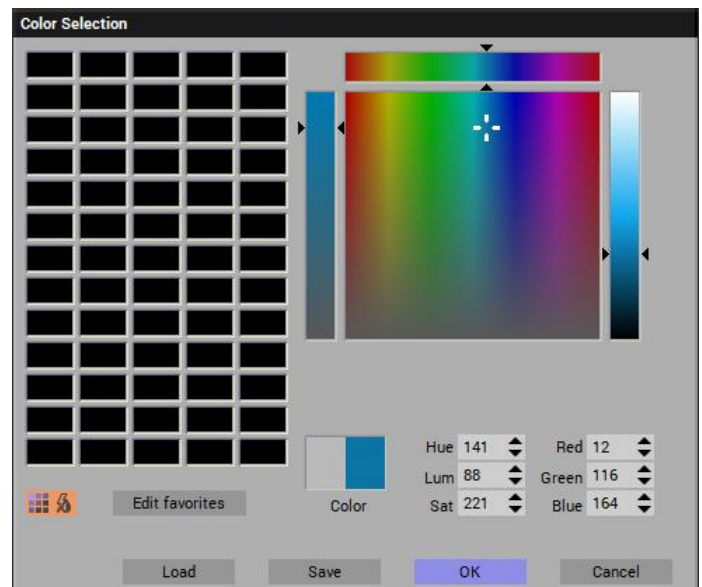 Color Selection
Hue 141 Red 12
Lum 88 Green 116
Sat 221 Blue 164
Color
Edit favorites
Load Save OK Cancel